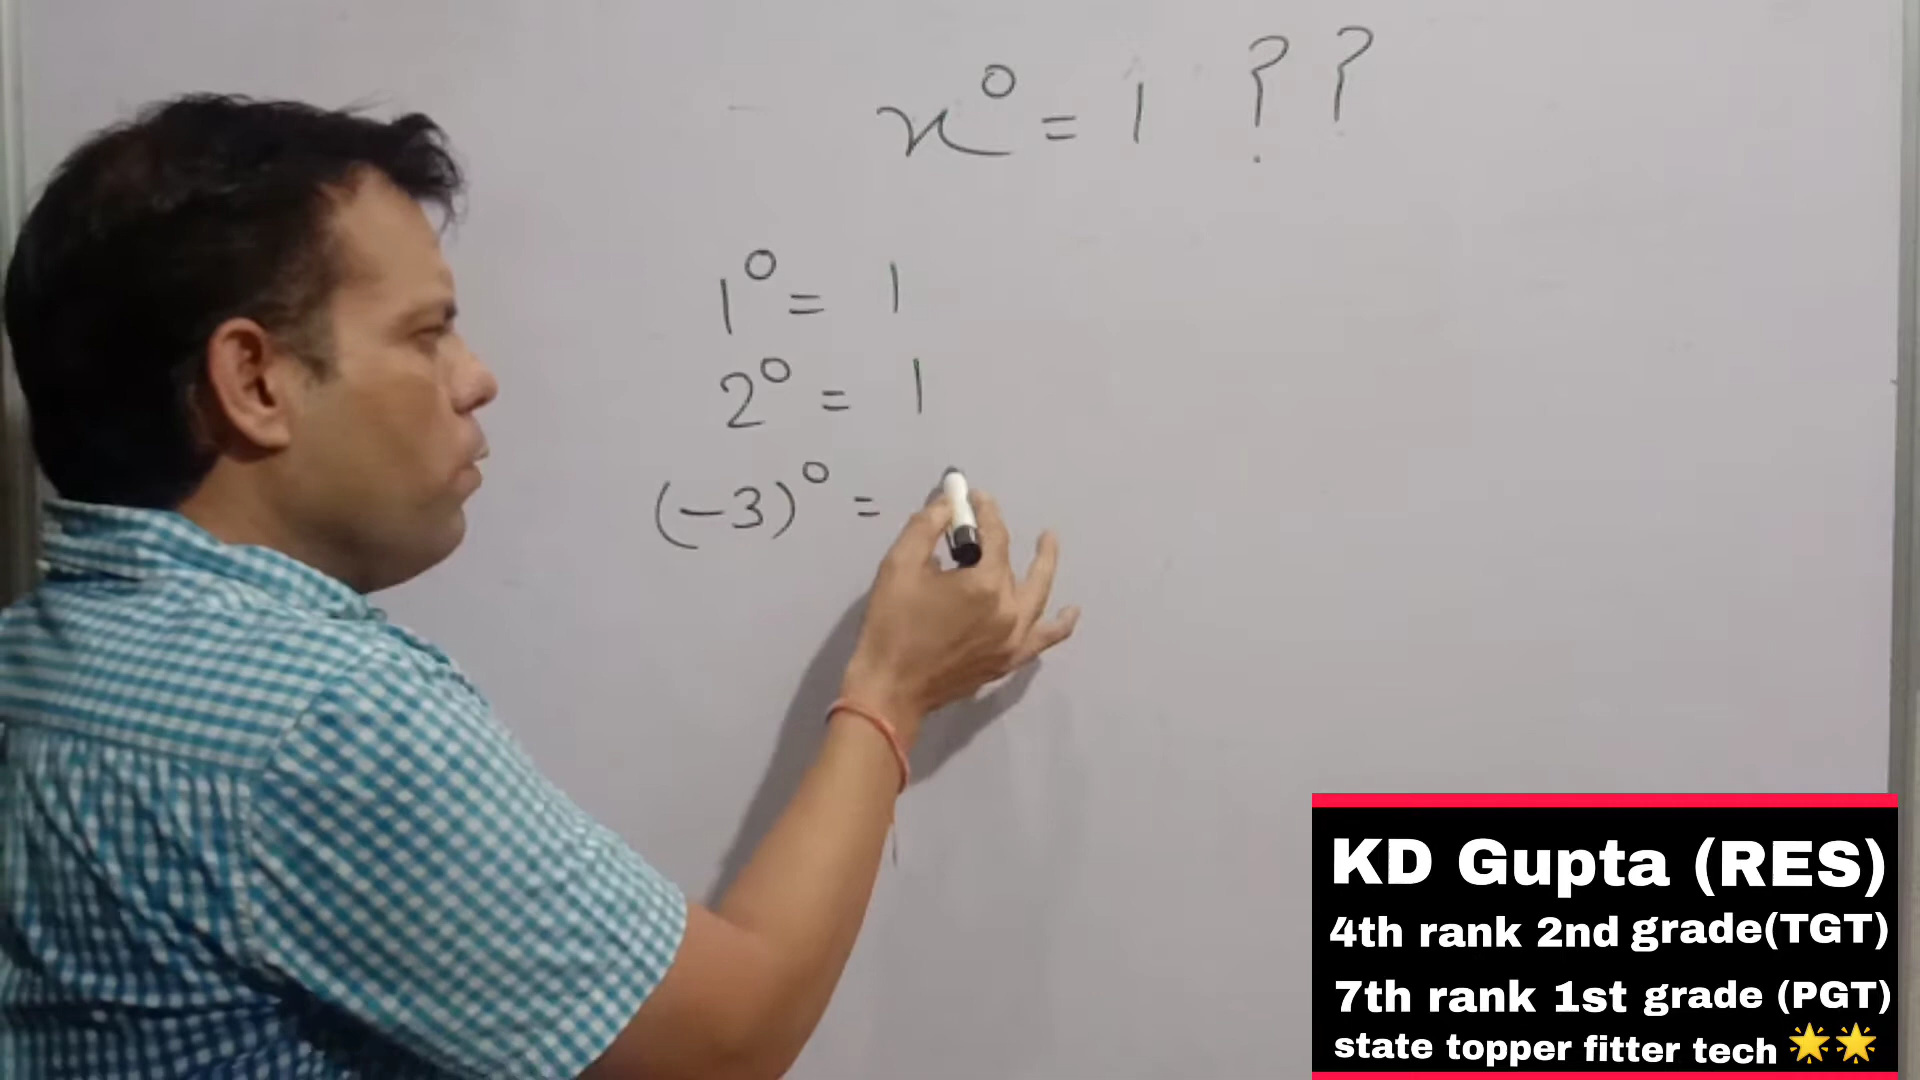 x⁰ = 1 ??
1⁰ = 1
2⁰ = 1
(-3)⁰ =
KD Gupta (RES)
4th rank 2nd grade(TGT)
7th rank 1st grade (PGT)
state topper fitter tech 🌟🌟